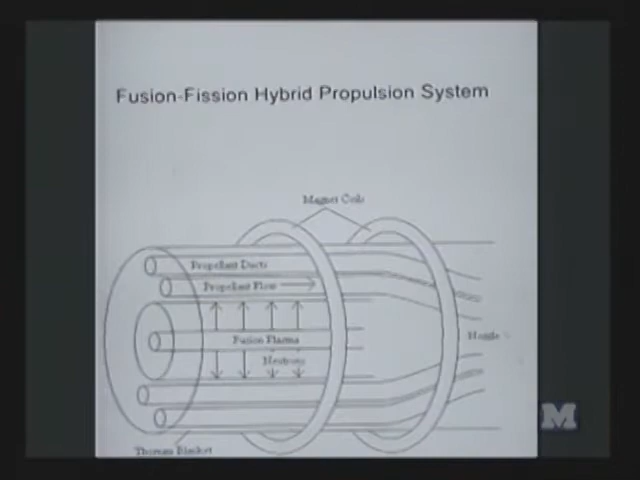 Fusion-Fission Hybrid Propulsion System
Magnet Coils
Propellant Ducts
Propellant Flow
Fusion Plasma
Neutrons
Nozzle
Thorium Blanket
M